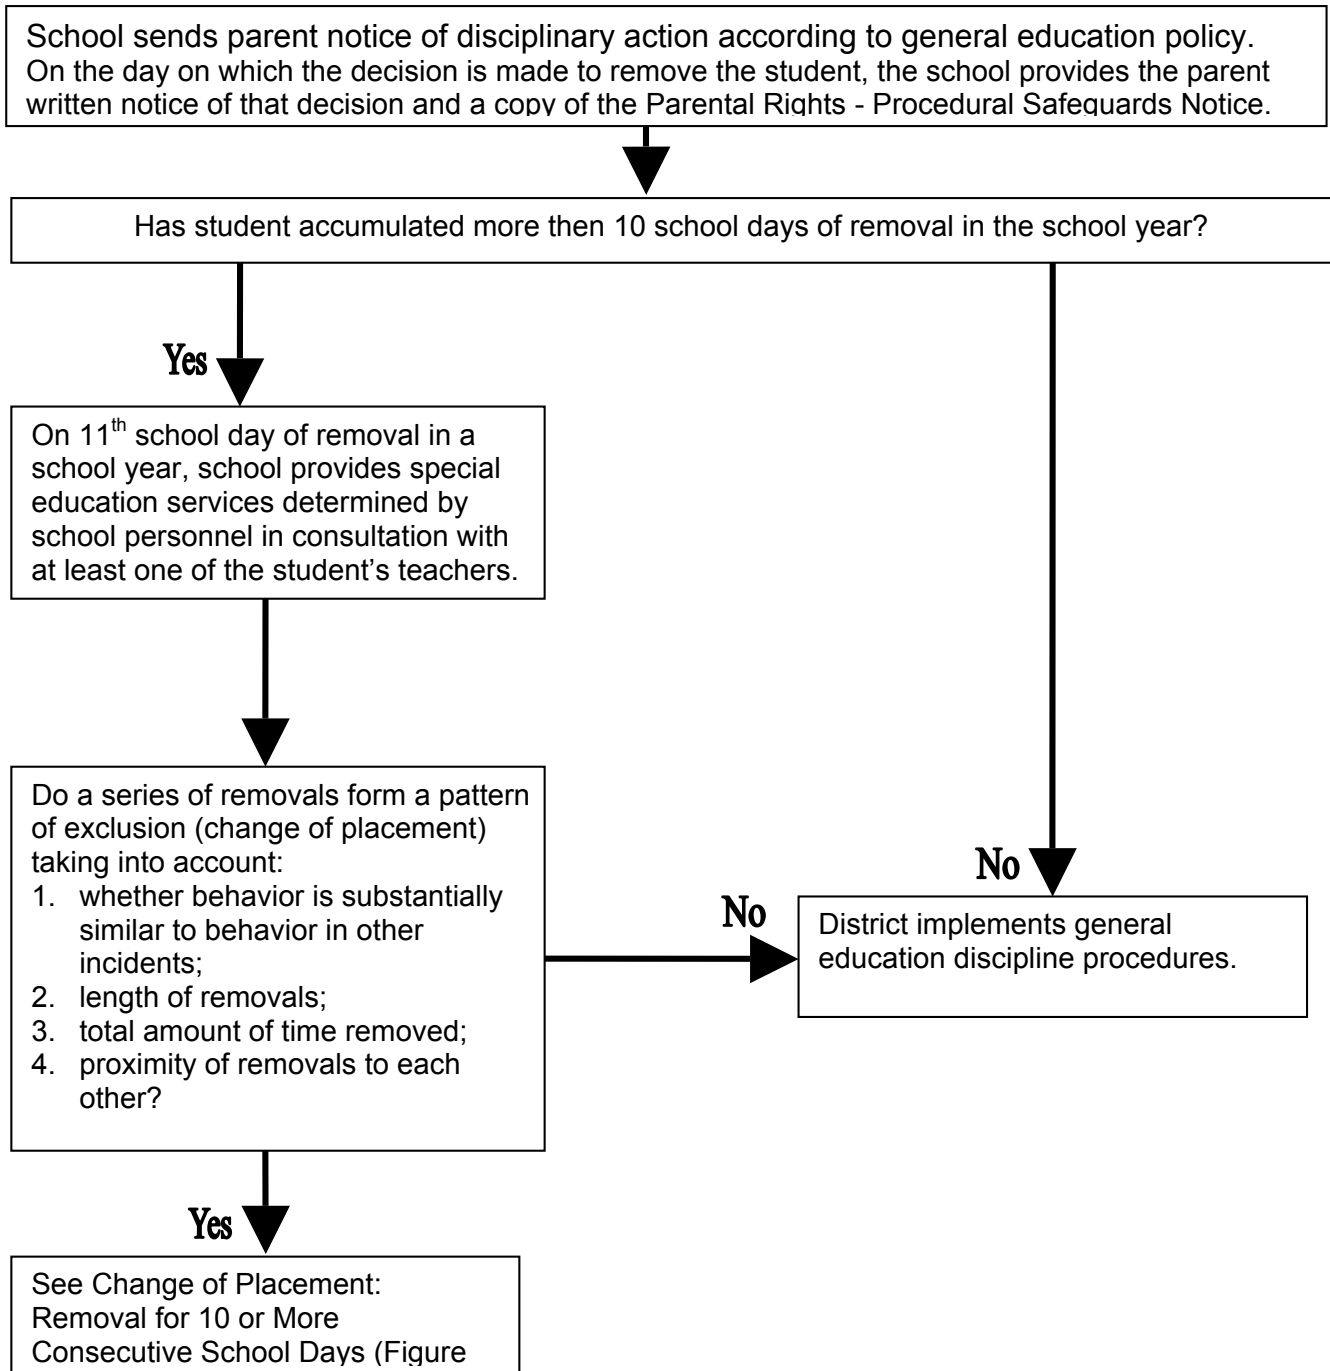 School sends parent notice of disciplinary action according to general education policy.
On the day on which the decision is made to remove the student, the school provides the parent
written notice of that decision and a copy of the Parental Rights - Procedural Safeguards Notice.
Has student accumulated more then 10 school days of removal in the school year?
Yes
On 11th school day of removal in a
school year, school provides special
education services determined by
school personnel in consultation with
at least one of the student's teachers.
Do a series of removals form a pattern
of exclusion (change of placement)
taking into account:
1. whether behavior is substantially
similar to behavior in other
incidents;
2. length of removals;
3. total amount of time removed;
4. proximity of removals to each
other?
No
No
District implements general
education discipline procedures.
Yes
See Change of Placement:
Removal for 10 or More
Consecutive School Days (Figure